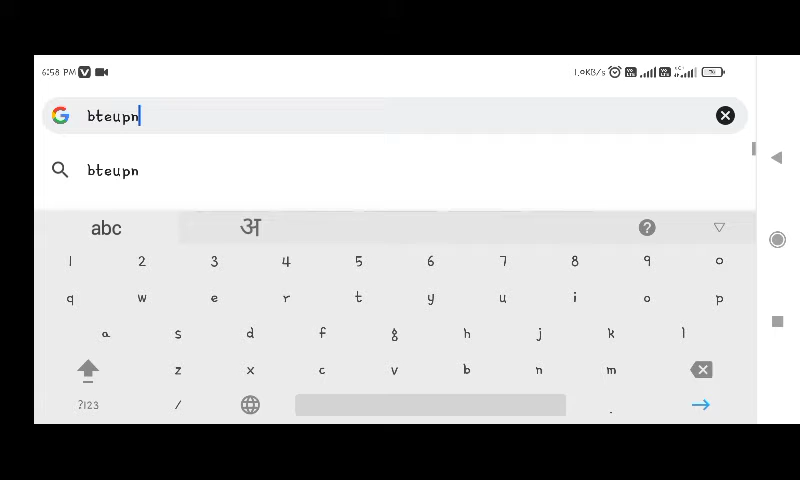 6:58 PM V 1.0KB/s
bteupn
bteupn
abc अ ?
1 2 3 4 5 6 7 8 9 0
q w e r t y u i o p
a s d f g h j k l
z x c v b n m
?123 / .